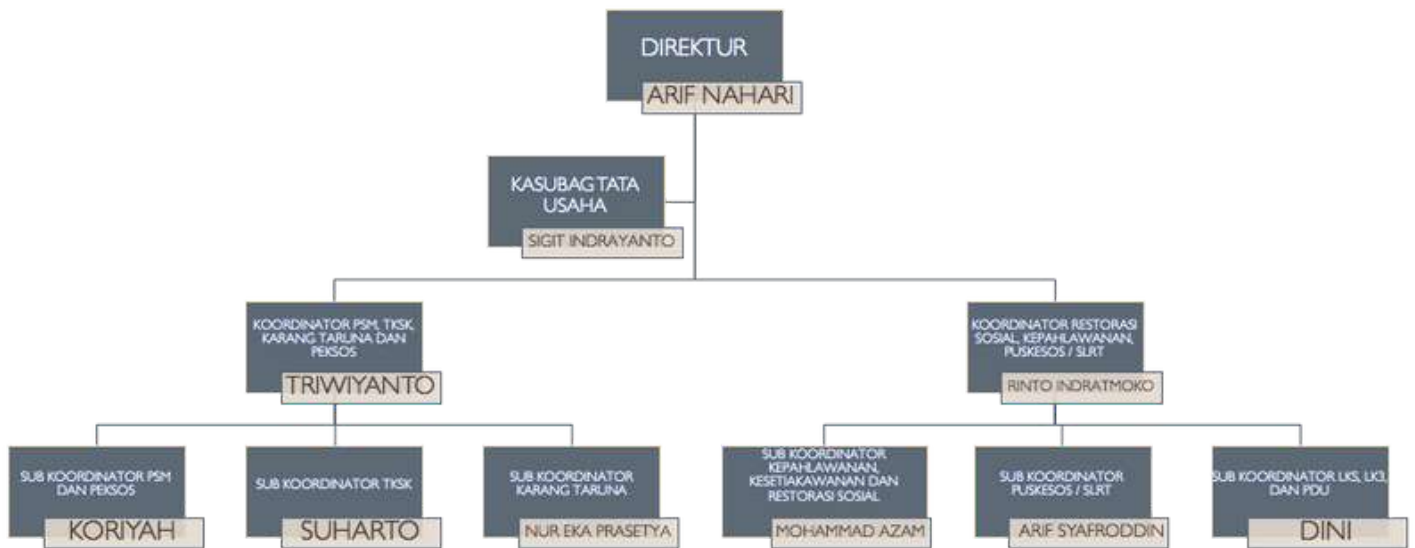 DIREKTUR
ARIF NAHARI
KASUBAG TATA
USAHA
SIGIT INDRAYANTO
KOORDINATOR PSM, TKSK,
KARANG TARUNA DAN
PEKSOS
TRIWIYANTO
KOORDINATOR RESTORASI
SOSIAL, KEPAHLAWANAN,
PUSKESOS / SLRT
RINTO INDRATMOKO
SUB KOORDINATOR PSM
DAN PEKSOS
KORIYAH
SUB KOORDINATOR TKSK
SUHARTO
SUB KOORDINATOR
KARANG TARUNA
NUR EKA PRASETYA
SUB KOORDINATOR
KEPAHLAWANAN,
KESETIAKAWANAN DAN
RESTORASI SOSIAL
MOHAMMAD AZAM
SUB KOORDINATOR
PUSKESOS / SLRT
ARIF SYAFRODDIN
SUB KOORDINATOR LKS, LK3,
DAN PDU
DINI